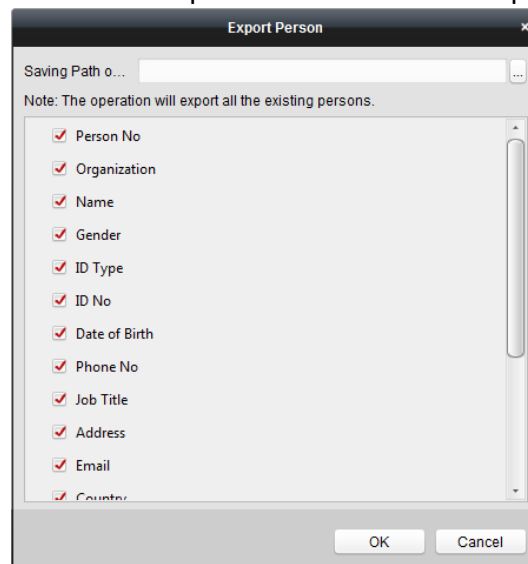 Export Person
Saving Path o...
...
Note: The operation will export all the existing persons.
Person No
Organization
Name
Gender
ID Type
ID No
Date of Birth
Phone No
Job Title
Address
Email
Country
OK Cancel